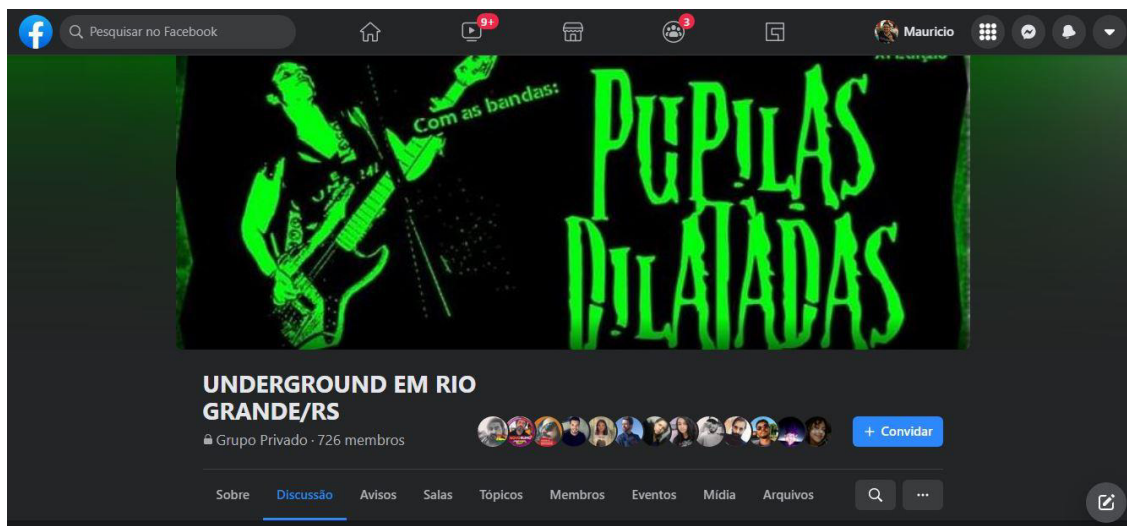 Pesquisar no Facebook
9+
3
Mauricio
Com as bandas:
PUPILAS
DILATADAS
UNDERGROUND EM RIO
GRANDE/RS
Grupo Privado · 726 membros
+ Convidar
Sobre
Discussão
Avisos
Salas
Tópicos
Membros
Eventos
Mídia
Arquivos